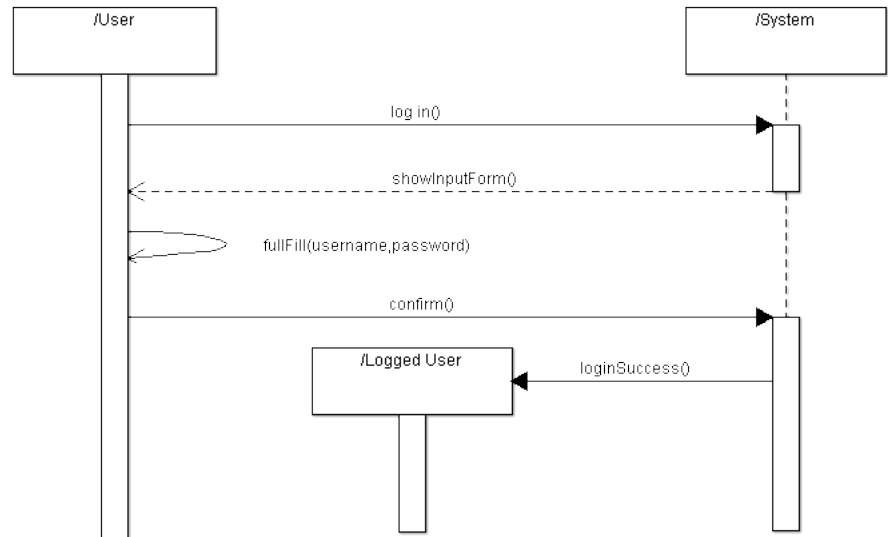 /User
/System
log in()
showInputForm()
fullFill(username,password)
confirm()
/Logged User
loginSuccess()